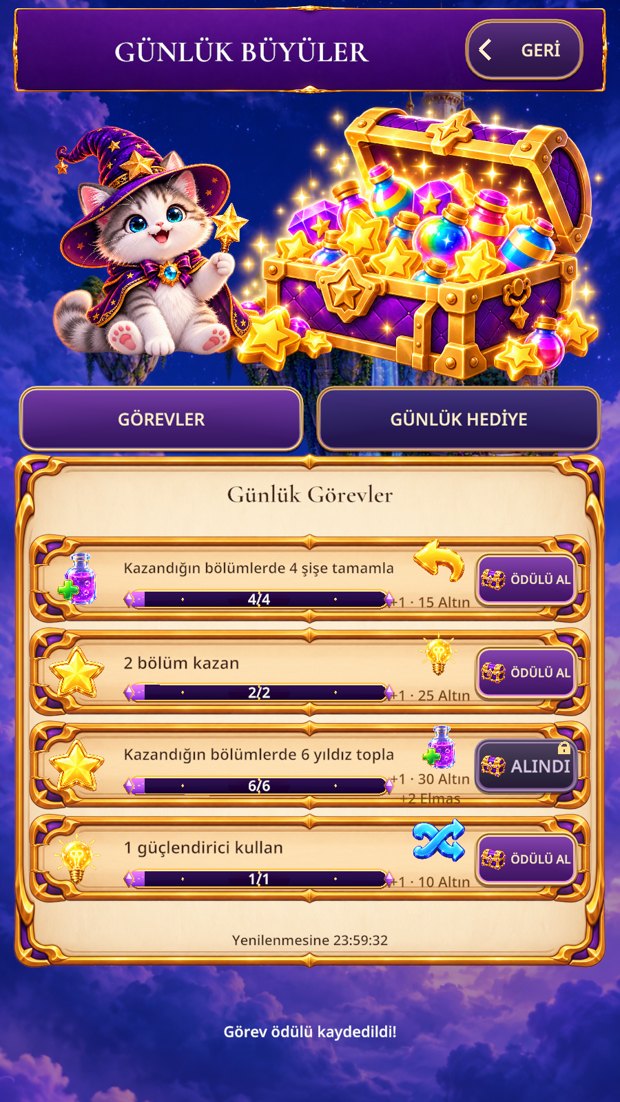 GÜNLÜK BÜYÜLER
GERİ
GÖREVLER
GÜNLÜK HEDİYE
Günlük Görevler
Kazandığın bölümlerde 4 şişe tamamla
4/4
+1 · 15 Altın
ÖDÜLÜ AL
2 bölüm kazan
2/2
+1 · 25 Altın
ÖDÜLÜ AL
Kazandığın bölümlerde 6 yıldız topla
6/6
+1 · 30 Altın
+2 Elmas
ALINDI
1 güçlendirici kullan
1/1
+1 · 10 Altın
ÖDÜLÜ AL
Yenilenmesine 23:59:32
Görev ödülü kaydedildi!